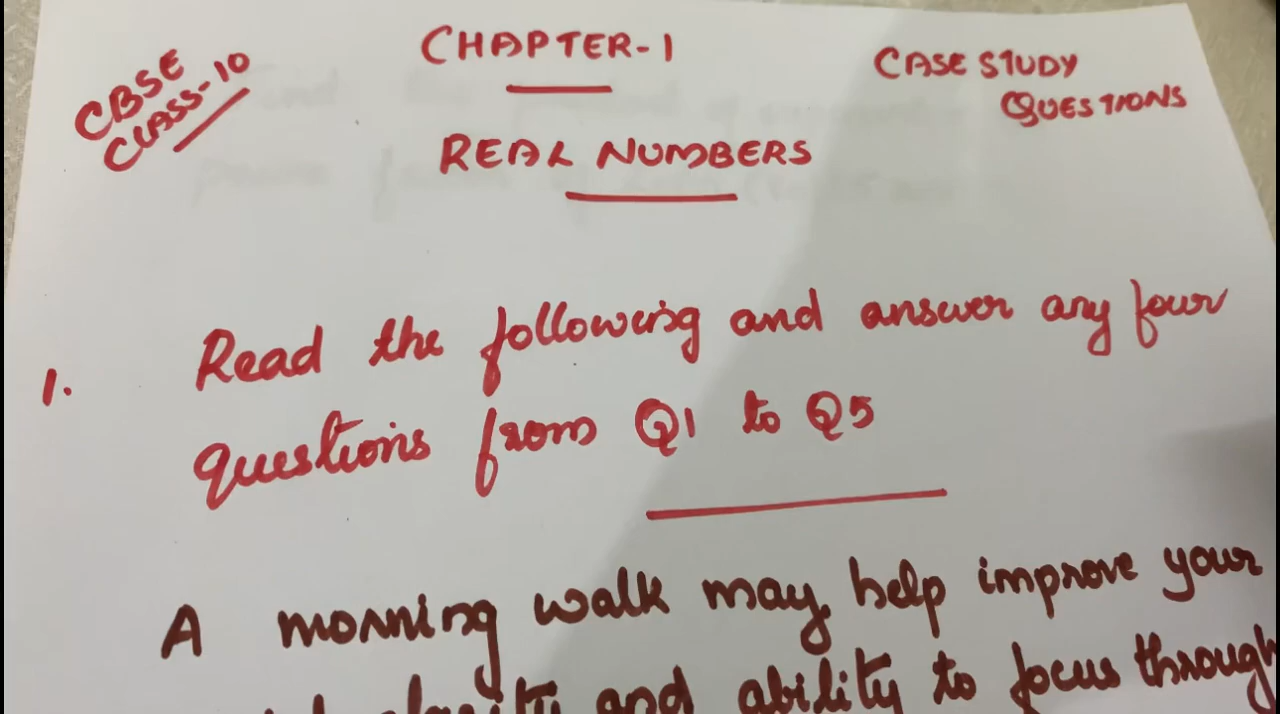 CBSE
CLASS-10
CHAPTER-1
CASE STUDY
QUESTIONS
REAL NUMBERS
1. Read the following and answer any four
questions from Q1 to Q5
A morning walk may help improve your
clarity and ability to focus through